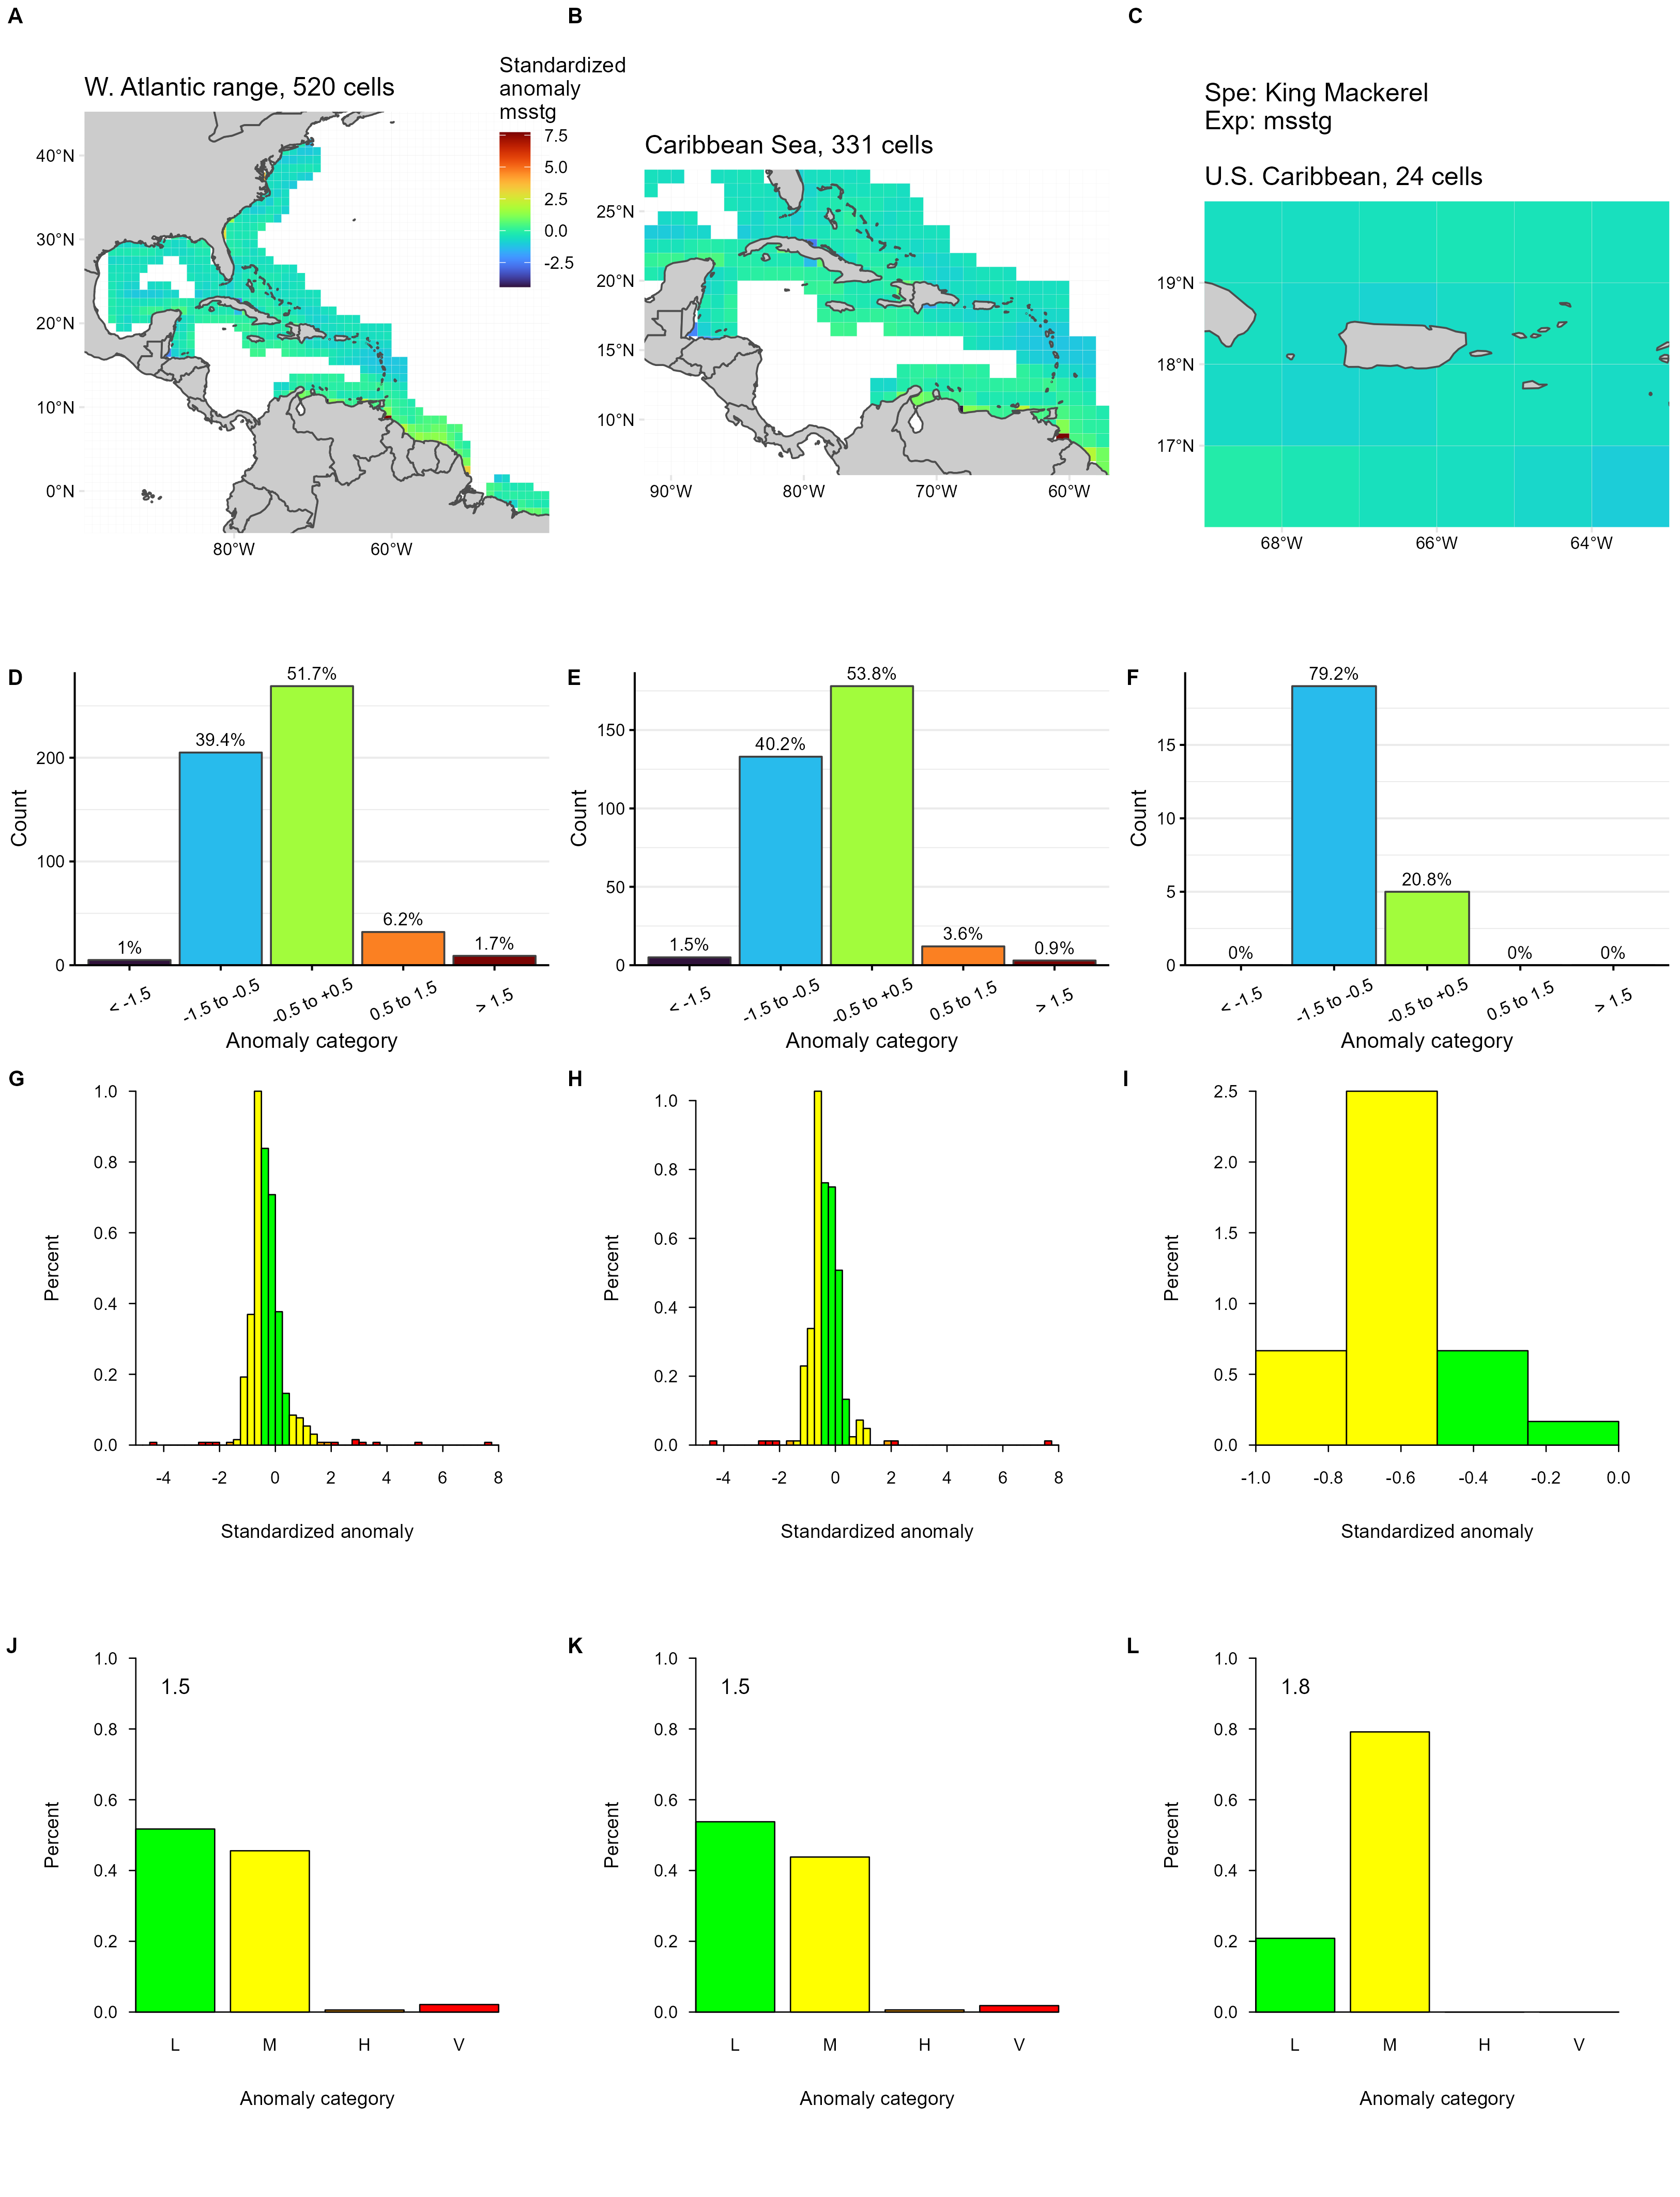 A
B
C
W. Atlantic range, 520 cells
Standardized
anomaly
msstg
7.5
5.0
2.5
0.0
-2.5
40°N
30°N
20°N
10°N
0°N
80°W
60°W
Caribbean Sea, 331 cells
25°N
20°N
15°N
10°N
90°W
80°W
70°W
60°W
Spe: King Mackerel
Exp: msstg
U.S. Caribbean, 24 cells
19°N
18°N
17°N
68°W
66°W
64°W
D
Count
200
100
0
1%
39.4%
51.7%
6.2%
1.7%
< -1.5
-1.5 to -0.5
-0.5 to +0.5
0.5 to 1.5
> 1.5
Anomaly category
E
Count
150
100
50
0
1.5%
40.2%
53.8%
3.6%
0.9%
< -1.5
-1.5 to -0.5
-0.5 to +0.5
0.5 to 1.5
> 1.5
Anomaly category
F
Count
15
10
5
0
0%
79.2%
20.8%
0%
0%
< -1.5
-1.5 to -0.5
-0.5 to +0.5
0.5 to 1.5
> 1.5
Anomaly category
G
Percent
1.0
0.8
0.6
0.4
0.2
0.0
-4
-2
0
2
4
6
8
Standardized anomaly
H
Percent
1.0
0.8
0.6
0.4
0.2
0.0
-4
-2
0
2
4
6
8
Standardized anomaly
I
Percent
2.5
2.0
1.5
1.0
0.5
0.0
-1.0
-0.8
-0.6
-0.4
-0.2
0.0
Standardized anomaly
J
1.5
Percent
1.0
0.8
0.6
0.4
0.2
0.0
L
M
H
V
Anomaly category
K
1.5
Percent
1.0
0.8
0.6
0.4
0.2
0.0
L
M
H
V
Anomaly category
L
1.8
Percent
1.0
0.8
0.6
0.4
0.2
0.0
L
M
H
V
Anomaly category